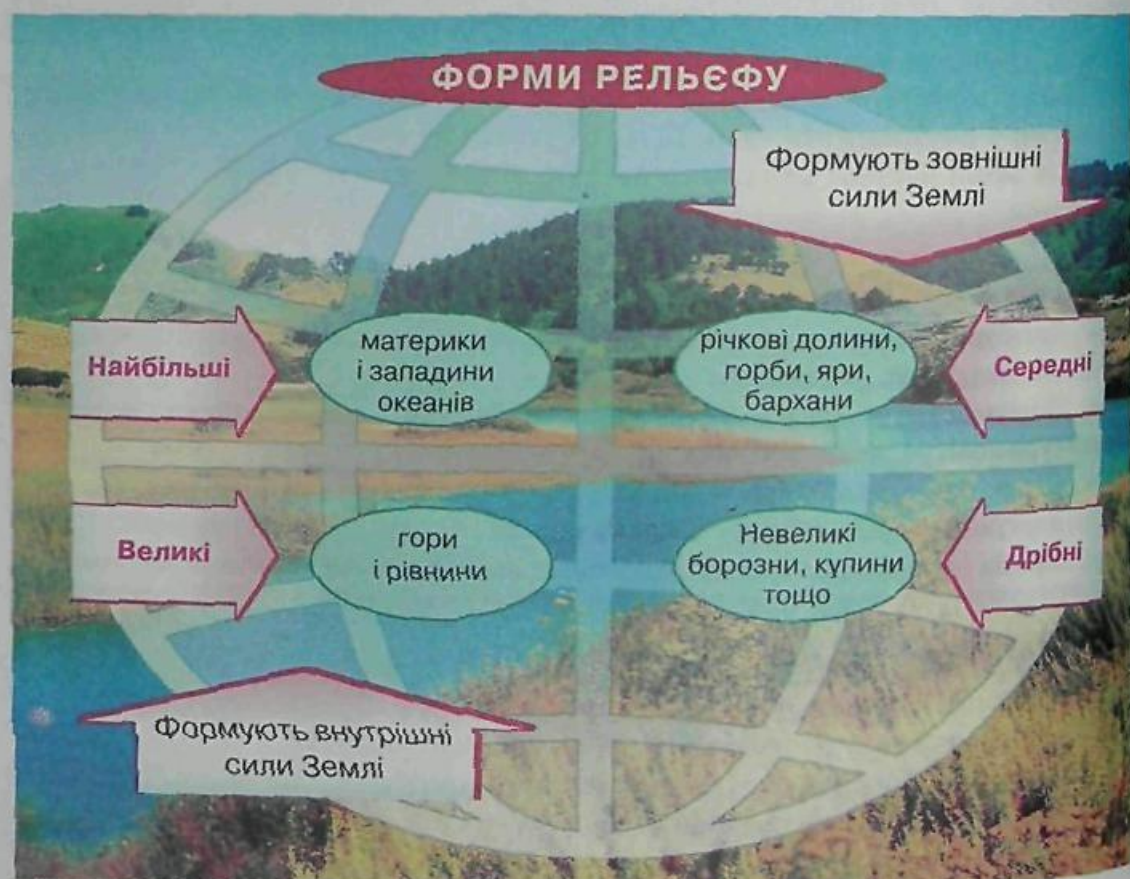 ФОРМИ РЕЛЬЄФУ
Формують зовнішні
сили Землі
Найбільші
материки
і западини
океанів
річкові долини,
горби, яри,
бархани
Середні
Великі
гори
і рівнини
Невеликі
борозни, купини
тощо
Дрібні
Формують внутрішні
сили Землі